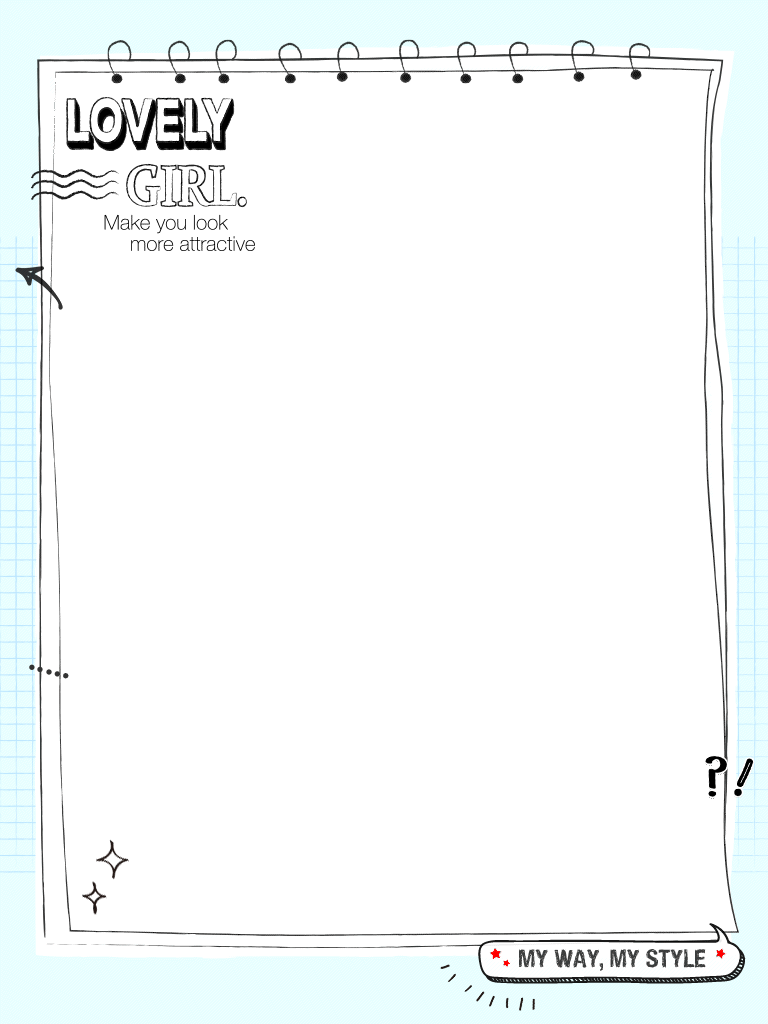 LOVELY
GIRL.
Make you look
more attractive
?!
MY WAY, MY STYLE